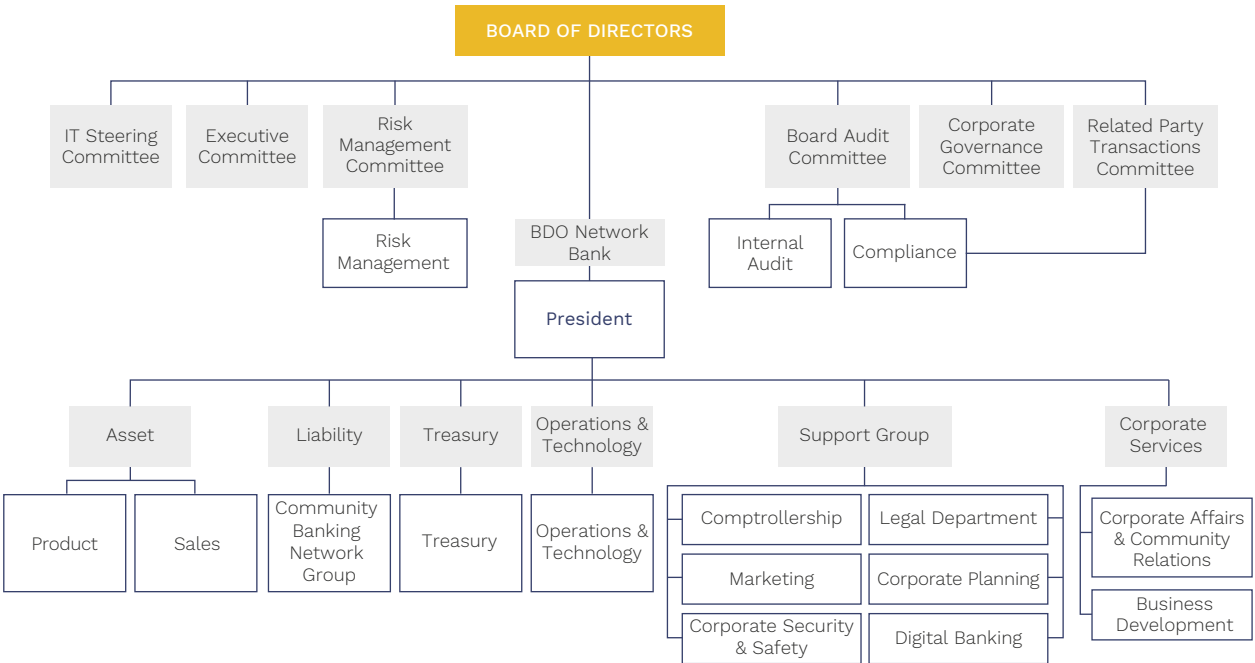 BOARD OF DIRECTORS
IT Steering
Committee
Executive
Committee
Risk
Management
Committee
Board Audit
Committee
Corporate
Governance
Committee
Related Party
Transactions
Committee
Risk
Management
BDO Network
Bank
Internal
Audit
Compliance
President
Asset
Liability
Treasury
Operations &
Technology
Support Group
Corporate
Services
Product
Sales
Community
Banking
Network
Group
Treasury
Operations &
Technology
Comptrollership
Legal Department
Marketing
Corporate Planning
Corporate Security
& Safety
Digital Banking
Corporate Affairs
& Community
Relations
Business
Development